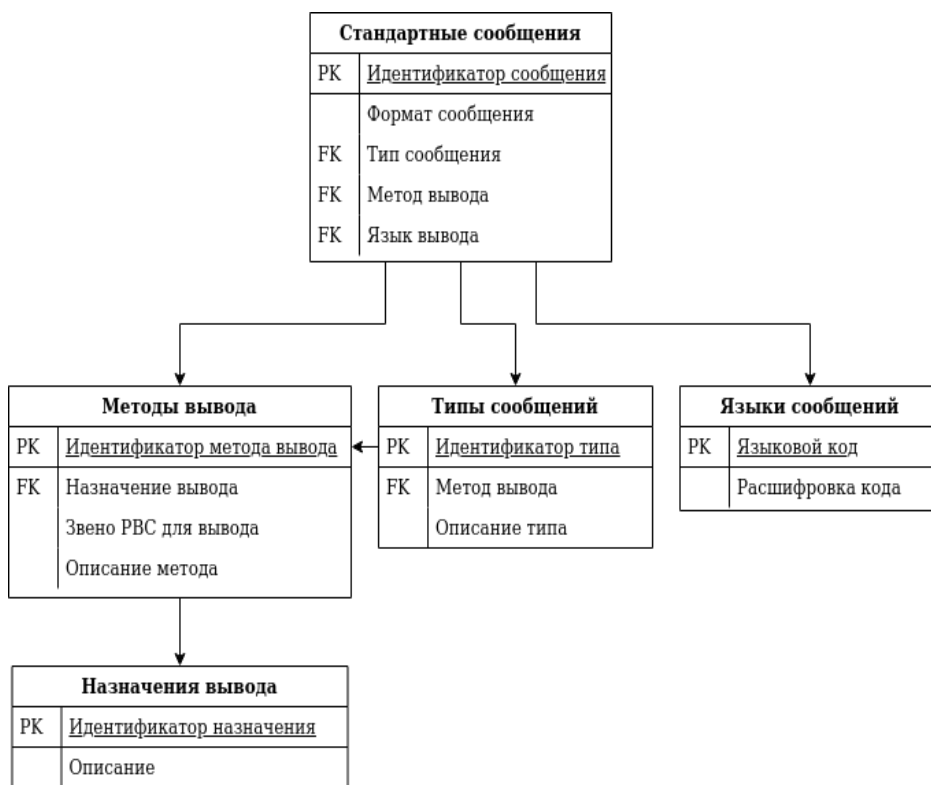 Стандартные сообщения
PK Идентификатор сообщения
Формат сообщения
FK Тип сообщения
FK Метод вывода
FK Язык вывода
Методы вывода
PK Идентификатор метода вывода
FK Назначение вывода
Звено РВС для вывода
Описание метода
Типы сообщений
PK Идентификатор типа
FK Метод вывода
Описание типа
Языки сообщений
PK Языковой код
Расшифровка кода
Назначения вывода
PK Идентификатор назначения
Описание